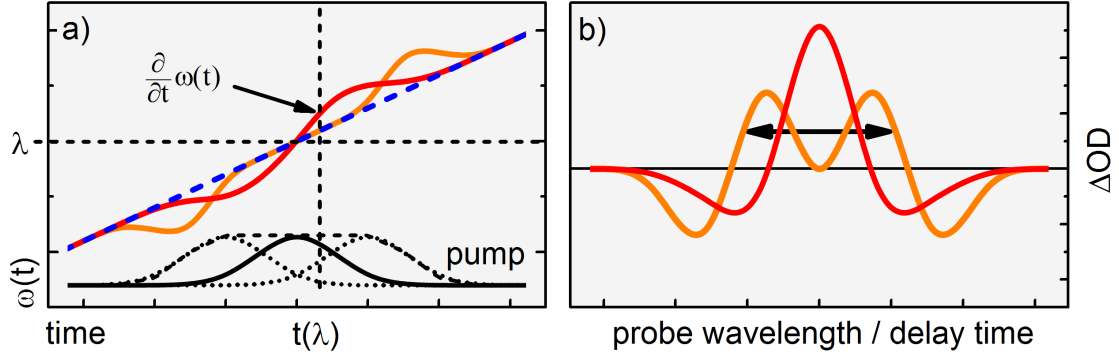 a)
∂/∂t ω(t)
λ
pump
ω(t)
time
t(λ)
b)
ΔOD
probe wavelength / delay time